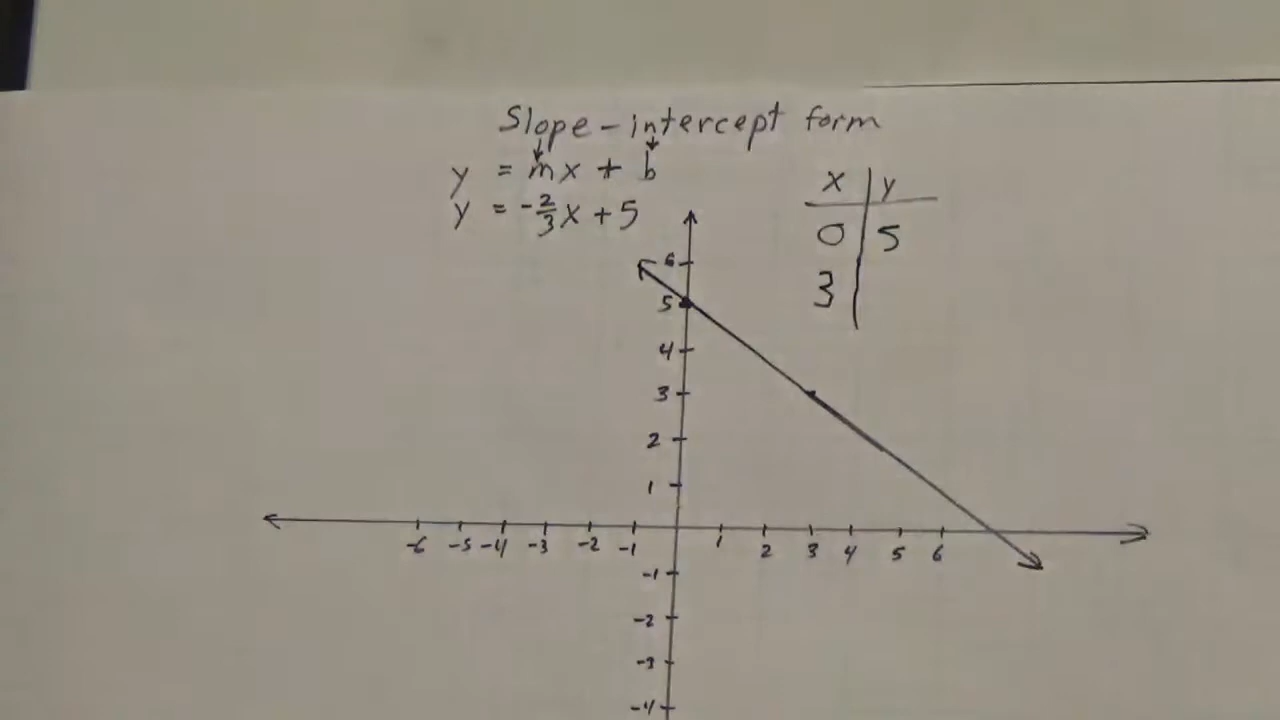 Slope-intercept form
y = mx + b
y = -2/3x + 5
x y
0 5
3
6
5
4
3
2
1
-6 -5 -4 -3 -2 -1 1 2 3 4 5 6
-1
-2
-3
-4